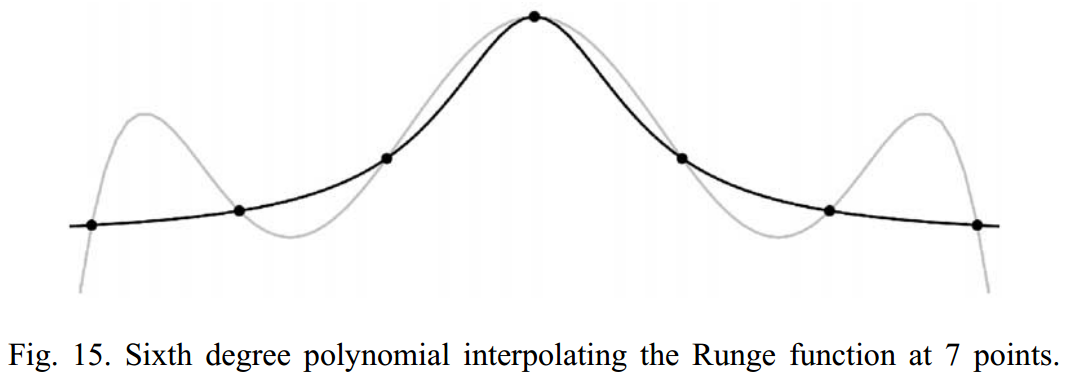 Fig. 15. Sixth degree polynomial interpolating the Runge function at 7 points.